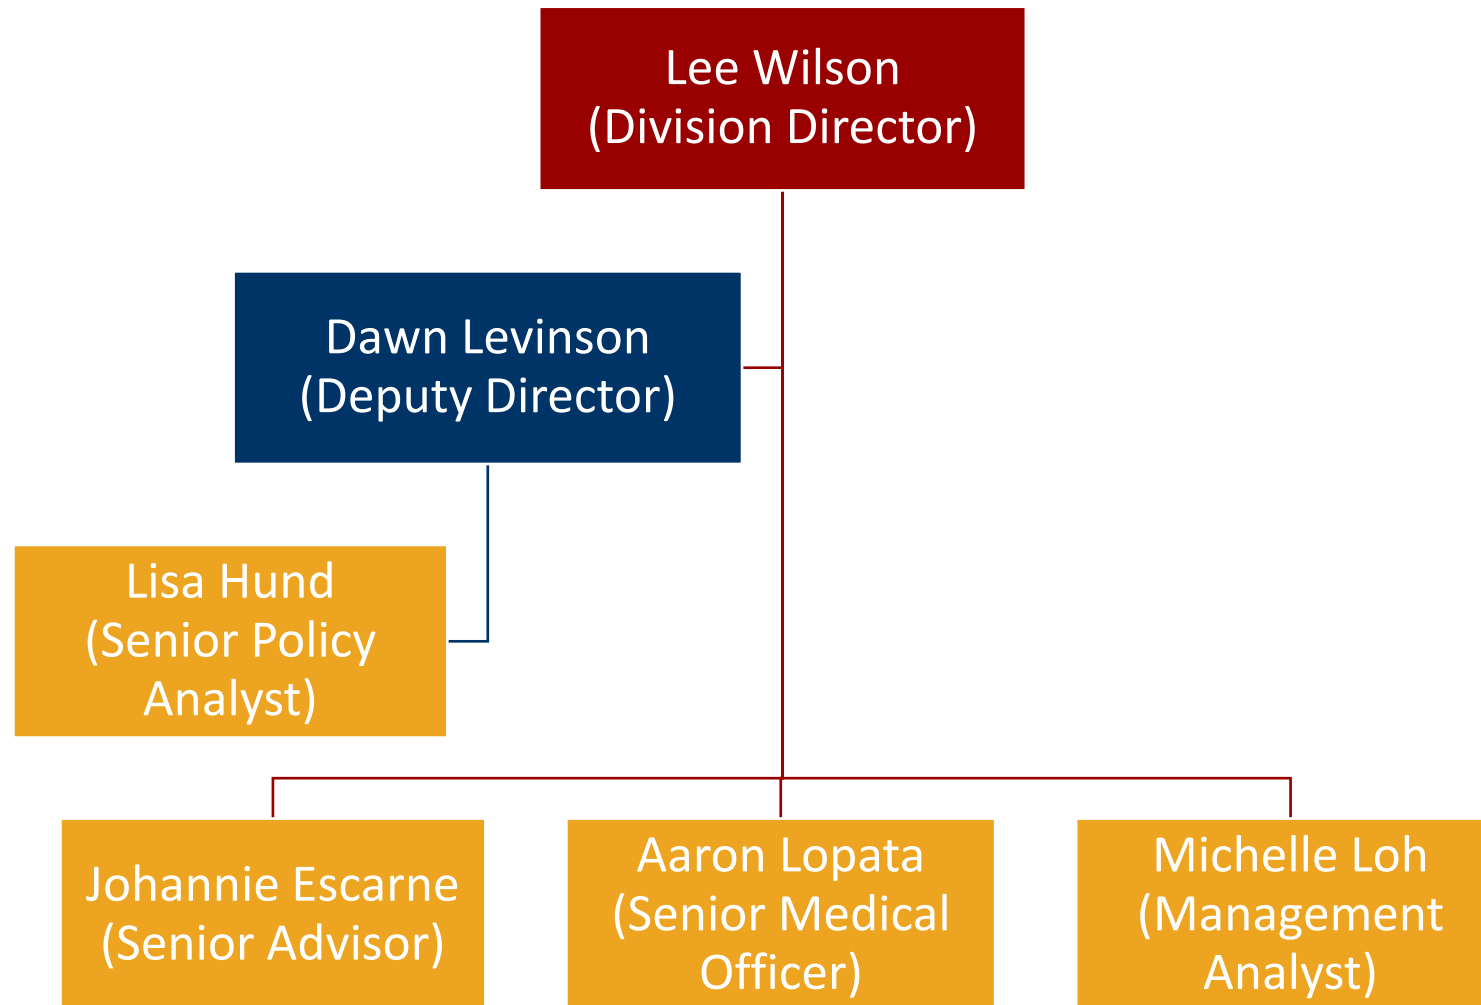 Lee Wilson
(Division Director)
Dawn Levinson
(Deputy Director)
Lisa Hund
(Senior Policy
Analyst)
Johannie Escarne
(Senior Advisor)
Aaron Lopata
(Senior Medical
Officer)
Michelle Loh
(Management
Analyst)